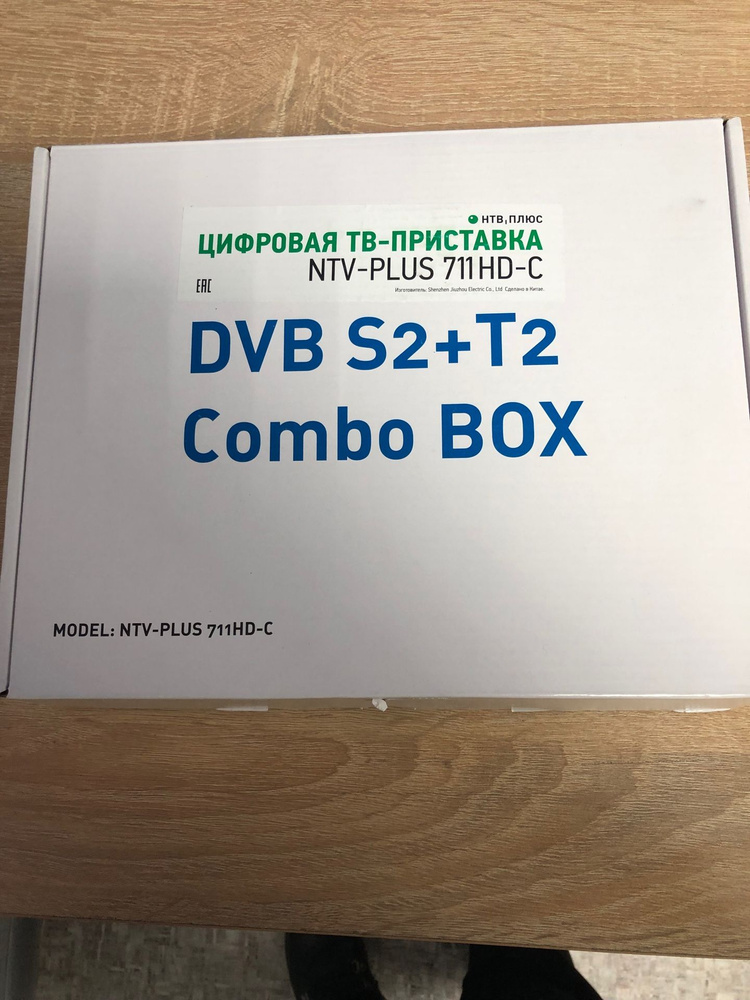 НТВ‚ПЛЮС
ЦИФРОВАЯ ТВ-ПРИСТАВКА
NTV-PLUS 711HD-C
EAC
Изготовитель: Shenzhen Jiuzhou Electric Co., Ltd Сделано в Китае.
DVB S2+T2
Combo BOX
MODEL: NTV-PLUS 711HD-C